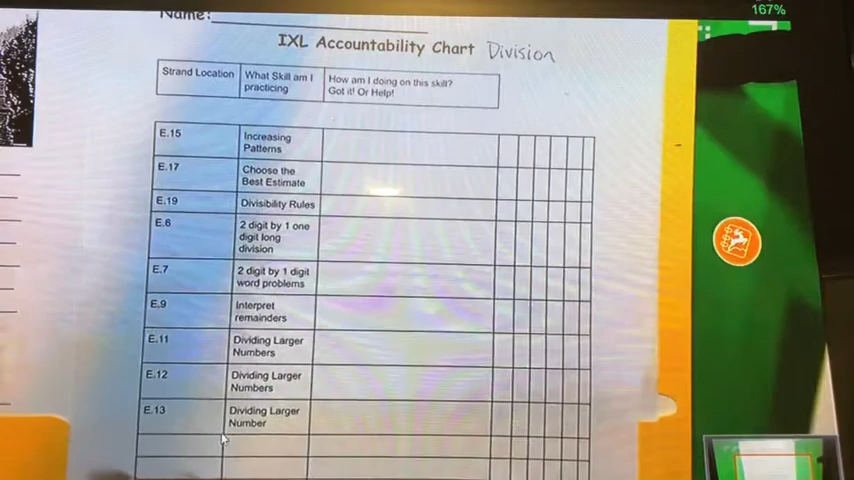 167%
Name:
IXL Accountability Chart Division
Strand Location
What Skill am I
practicing
How am I doing on this skill?
Got it! Or Help!
E.15
Increasing
Patterns
E.17
Choose the
Best Estimate
E.19
Divisibility Rules
E.6
2 digit by 1 one
digit long
division
E.7
2 digit by 1 digit
word problems
E.9
Interpret
remainders
E.11
Dividing Larger
Numbers
E.12
Dividing Larger
Numbers
E.13
Dividing Larger
Number